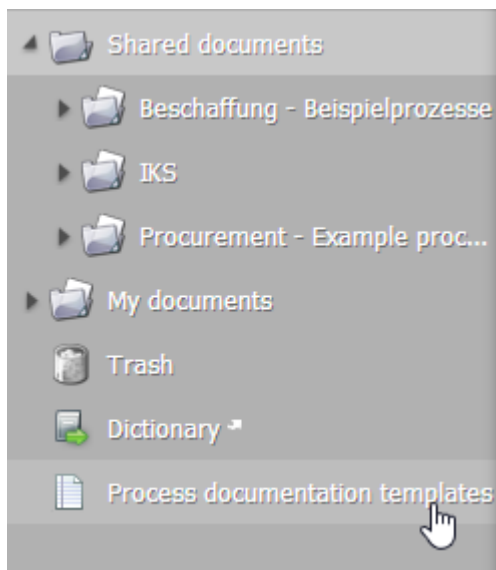 Shared documents
Beschaffung - Beispielprozesse
IKS
Procurement - Example proc...
My documents
Trash
Dictionary
Process documentation templates